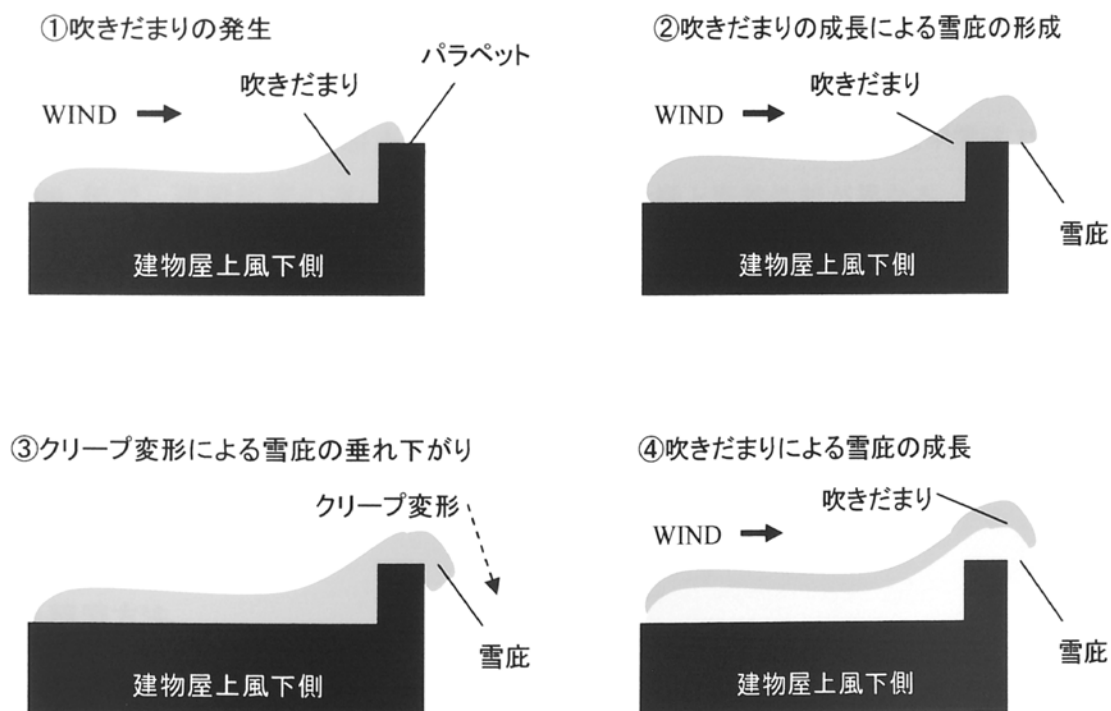 ①吹きだまりの発生
パラペット
吹きだまり
WIND
建物屋上風下側
②吹きだまりの成長による雪庇の形成
吹きだまり
WIND
雪庇
建物屋上風下側
③クリープ変形による雪庇の垂れ下がり
クリープ変形
雪庇
建物屋上風下側
④吹きだまりによる雪庇の成長
吹きだまり
WIND
雪庇
建物屋上風下側